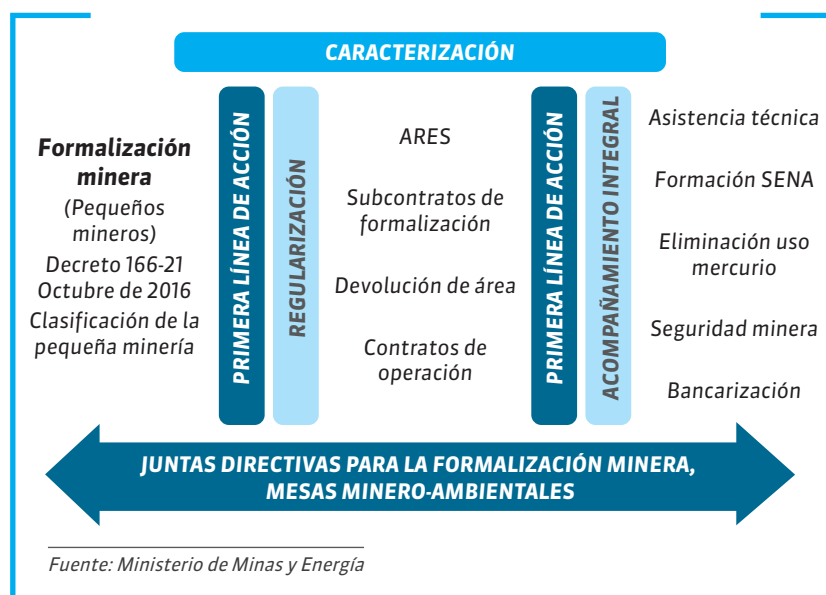 CARACTERIZACIÓN
Formalización
minera
(Pequeños
mineros)
Decreto 166-21
Octubre de 2016
Clasificación de la
pequeña minería
PRIMERA LÍNEA DE ACCIÓN
REGULARIZACIÓN
ARES
Subcontratos de
formalización
Devolución de área
Contratos de
operación
PRIMERA LÍNEA DE ACCIÓN
ACOMPAÑAMIENTO INTEGRAL
Asistencia técnica
Formación SENA
Eliminación uso
mercurio
Seguridad minera
Bancarización
JUNTAS DIRECTIVAS PARA LA FORMALIZACIÓN MINERA,
MESAS MINERO-AMBIENTALES
Fuente: Ministerio de Minas y Energía